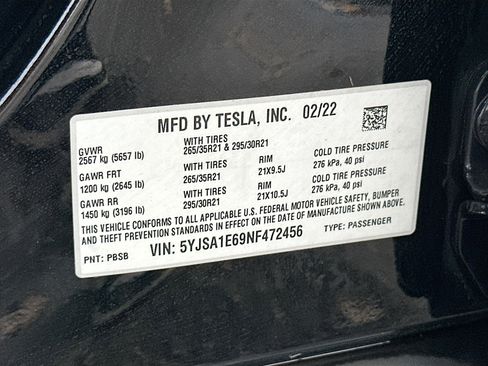 MFD BY TESLA, INC. 02/22
GVWR WITH TIRES
2567 kg (5657 lb) 265/35R21 & 295/30R21
GAWR FRT WITH TIRES RIM COLD TIRE PRESSURE
1200 kg (2645 lb) 265/35R21 21X9.5J 276 kPa, 40 psi
GAWR RR WITH TIRES RIM COLD TIRE PRESSURE
1450 kg (3196 lb) 295/30R21 21X10.5J 276 kPa, 40 psi
THIS VEHICLE CONFORMS TO ALL APPLICABLE U.S. FEDERAL MOTOR VEHICLE SAFETY, BUMPER
AND THEFT PREVENTION STANDARDS IN EFFECT ON THE DATE OF MANUFACTURE SHOWN ABOVE.
VIN: 5YJSA1E69NF472456
PNT: PBSB TYPE: PASSENGER